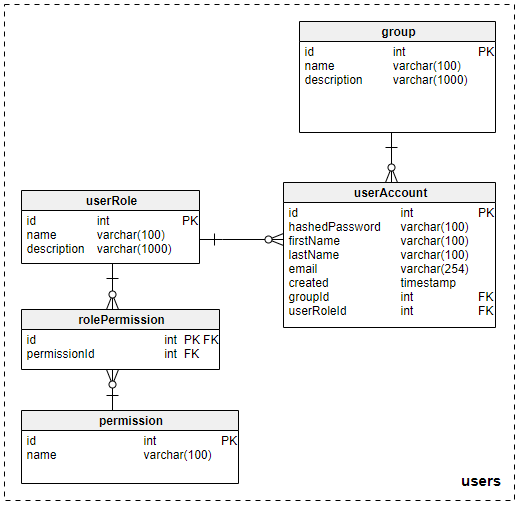 group
id int PK
name varchar(100)
description varchar(1000)
userAccount
id int PK
hashedPassword varchar(100)
firstName varchar(100)
lastName varchar(100)
email varchar(254)
created timestamp
groupId int FK
userRoleId int FK
userRole
id int PK
name varchar(100)
description varchar(1000)
rolePermission
id int PK FK
permissionId int FK
permission
id int PK
name varchar(100)
users